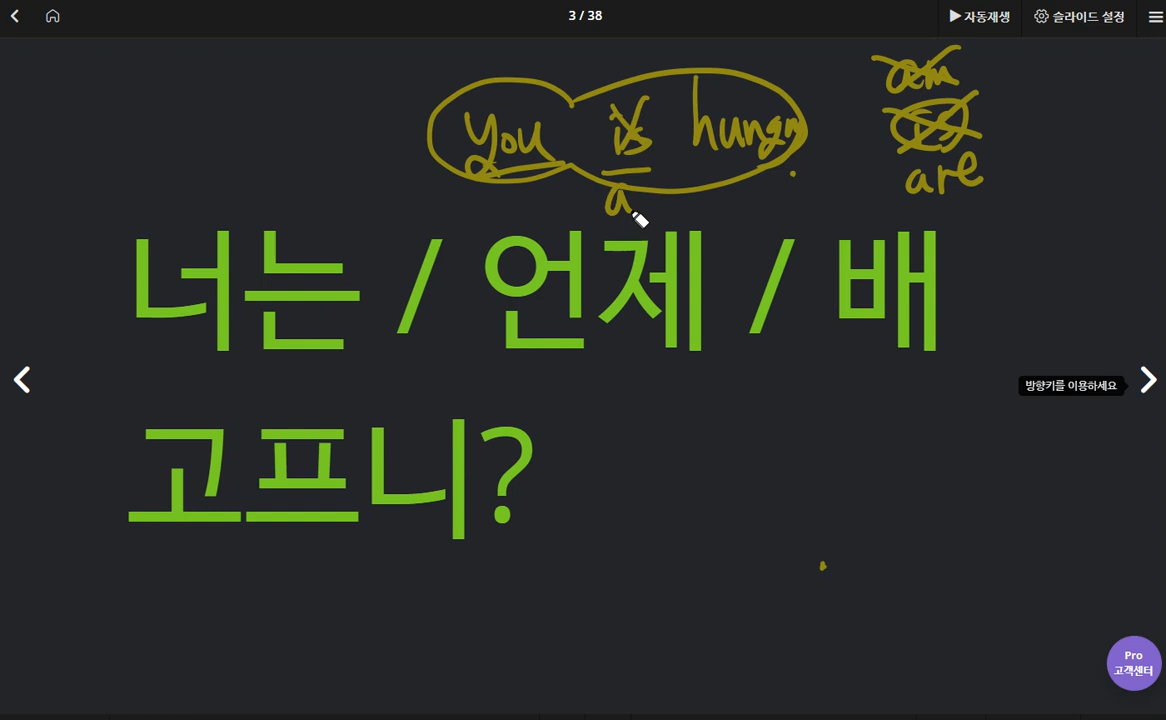 3 / 38
자동재생
슬라이드 설정
am
You is hungry.
is
are
a
너는 / 언제 / 배
고프니?
방향키를 이용하세요
Pro
고객센터